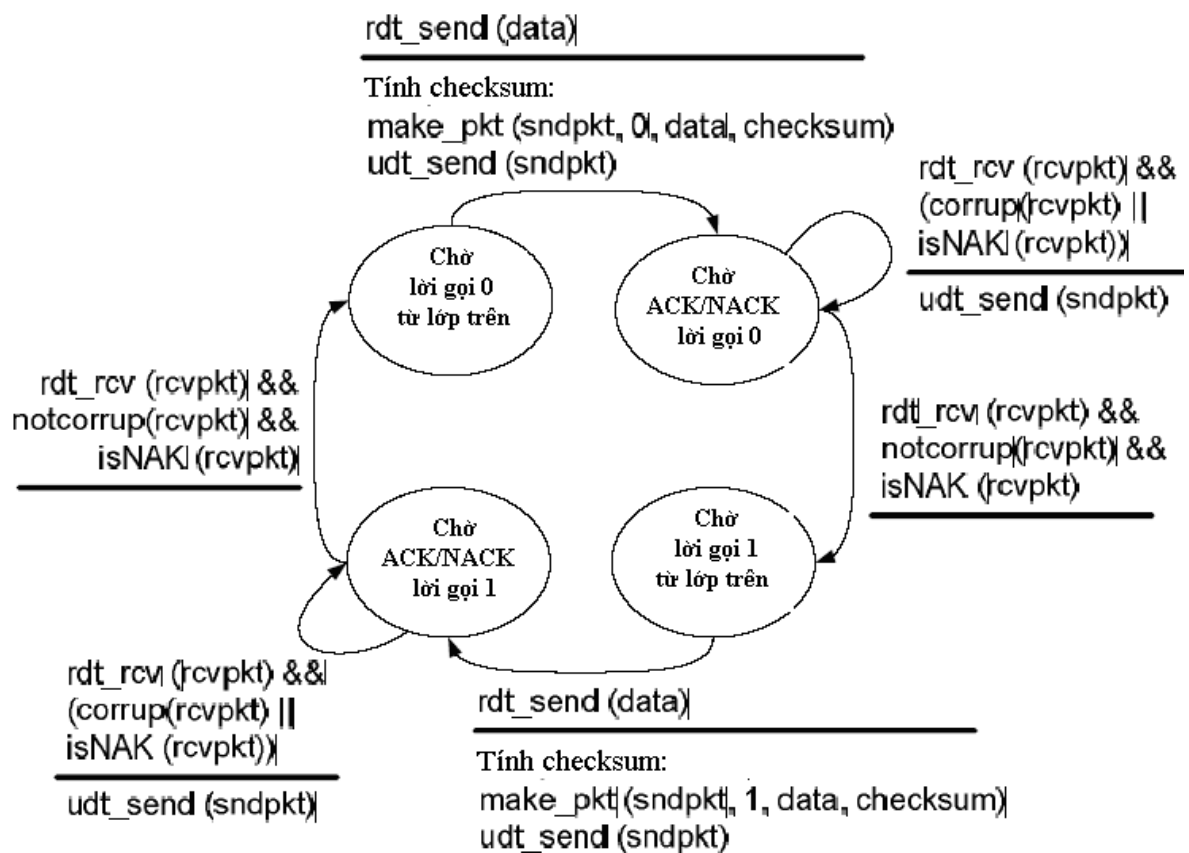 rdt_send (data)
Tính checksum:
make_pkt (sndpkt, 0, data, checksum)
udt_send (sndpkt)
rdt_rcv (rcvpkt) &&
(corrup(rcvpkt) ||
isNAK (rcvpkt))
udt_send (sndpkt)
Chờ
lời gọi 0
từ lớp trên
Chờ
ACK/NACK
lời gọi 0
rdt_rcv (rcvpkt) &&
notcorrup(rcvpkt) &&
isNAK (rcvpkt)
rdt_rcv (rcvpkt) &&
notcorrup(rcvpkt) &&
isNAK (rcvpkt)
Chờ
ACK/NACK
lời gọi 1
Chờ
lời gọi 1
từ lớp trên
rdt_rcv (rcvpkt) &&
(corrup(rcvpkt) ||
isNAK (rcvpkt))
udt_send (sndpkt)
rdt_send (data)
Tính checksum:
make_pkt (sndpkt, 1, data, checksum)
udt_send (sndpkt)